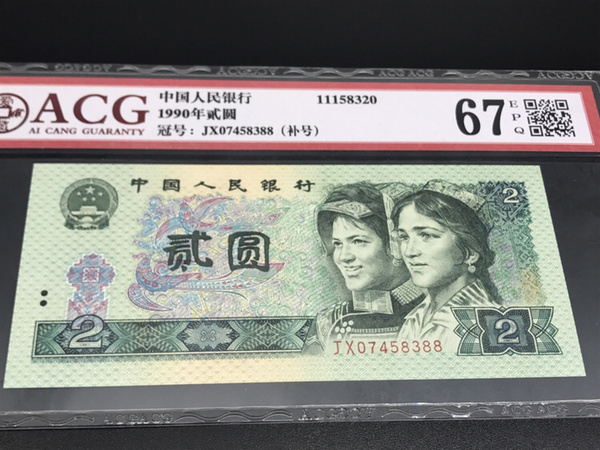 ACG
AI CANG GUARANTY
中国人民银行
1990年贰圆
冠号：JX07458388（补号）
11158320
67
EPQ
中国人民银行
2
贰圆
2
2
JX07458388